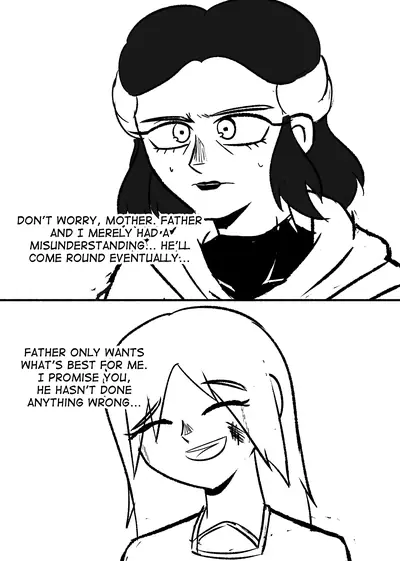 DON'T WORRY, MOTHER. FATHER
AND I MERELY HAD A
MISUNDERSTANDING... HE'LL
COME ROUND EVENTUALLY...
FATHER ONLY WANTS
WHAT'S BEST FOR ME.
I PROMISE YOU,
HE HASN'T DONE
ANYTHING WRONG...